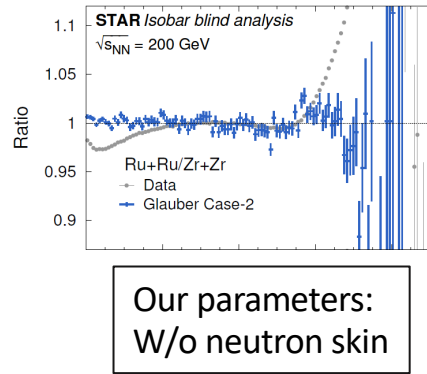 1.1
1.05
1
0.95
0.9
Ratio
STAR Isobar blind analysis
√sNN = 200 GeV
Ru+Ru/Zr+Zr
Data
Glauber Case-2
Our parameters:
W/o neutron skin